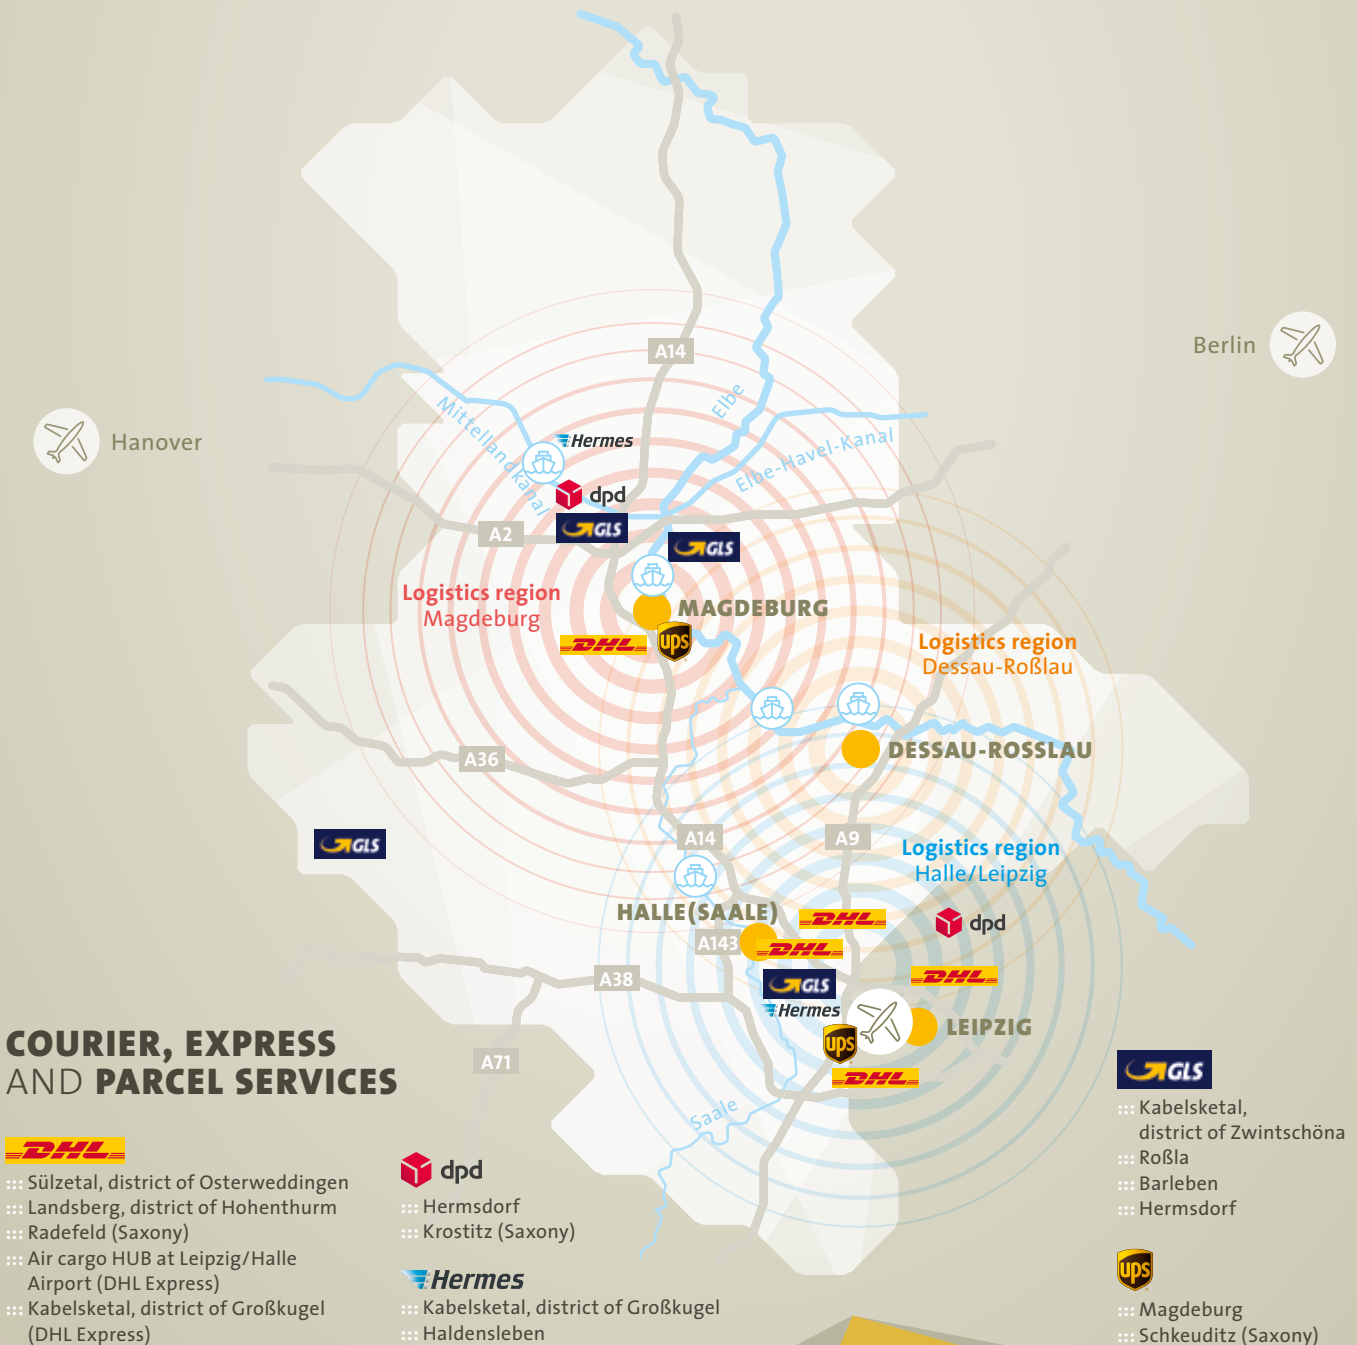 A14
Berlin
Hanover
Elbe
Mittellandkanal
Hermes
Elbe-Havel-Kanal
dpd
GLS
A2
GLS
Logistics region
Magdeburg
MAGDEBURG
DHL
ups
Logistics region
Dessau-Roßlau
DESSAU-ROSSLAU
A36
GLS
A14
A9
Logistics region
Halle/Leipzig
HALLE(SAALE)
DHL
dpd
A143
DHL
A38
DHL
GLS
Hermes
LEIPZIG
ups
A71
DHL
Saale
COURIER, EXPRESS
AND PARCEL SERVICES
DHL
::: Sülzetal, district of Osterweddingen
::: Landsberg, district of Hohenthurm
::: Radefeld (Saxony)
::: Air cargo HUB at Leipzig/Halle
Airport (DHL Express)
::: Kabelsketal, district of Großkugel
(DHL Express)
dpd
::: Hermsdorf
::: Krostitz (Saxony)
Hermes
::: Kabelsketal, district of Großkugel
::: Haldensleben
GLS
::: Kabelsketal,
district of Zwintschöna
::: Roßla
::: Barleben
::: Hermsdorf
ups
::: Magdeburg
::: Schkeuditz (Saxony)